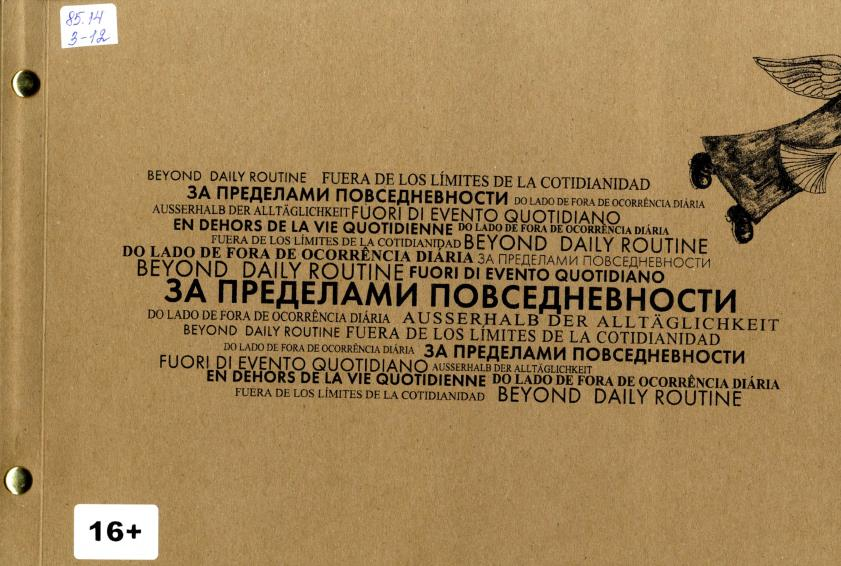 85.14
З-12
BEYOND DAILY ROUTINE FUERA DE LOS LÍMITES DE LA COTIDIANIDAD
ЗА ПРЕДЕЛАМИ ПОВСЕДНЕВНОСТИ DO LADO DE FORA DE OCORRÊNCIA DIÁRIA
AUSSERHALB DER ALLTÄGLICHKEIT FUORI DI EVENTO QUOTIDIANO
EN DEHORS DE LA VIE QUOTIDIENNE DO LADO DE FORA DE OCORRÊNCIA DIÁRIA
FUERA DE LOS LÍMITES DE LA COTIDIANIDAD BEYOND DAILY ROUTINE
DO LADO DE FORA DE OCORRÊNCIA DIÁRIA ЗА ПРЕДЕЛАМИ ПОВСЕДНЕВНОСТИ
BEYOND DAILY ROUTINE FUORI DI EVENTO QUOTIDIANO
ЗА ПРЕДЕЛАМИ ПОВСЕДНЕВНОСТИ
DO LADO DE FORA DE OCORRÊNCIA DIÁRIA AUSSERHALB DER ALLTÄGLICHKEIT
BEYOND DAILY ROUTINE FUERA DE LOS LÍMITES DE LA COTIDIANIDAD
DO LADO DE FORA DE OCORRÊNCIA DIÁRIA ЗА ПРЕДЕЛАМИ ПОВСЕДНЕВНОСТИ
FUORI DI EVENTO QUOTIDIANO AUSSERHALB DER ALLTÄGLICHKEIT
EN DEHORS DE LA VIE QUOTIDIENNE DO LADO DE FORA DE OCORRÊNCIA DIÁRIA
FUERA DE LOS LÍMITES DE LA COTIDIANIDAD BEYOND DAILY ROUTINE
16+